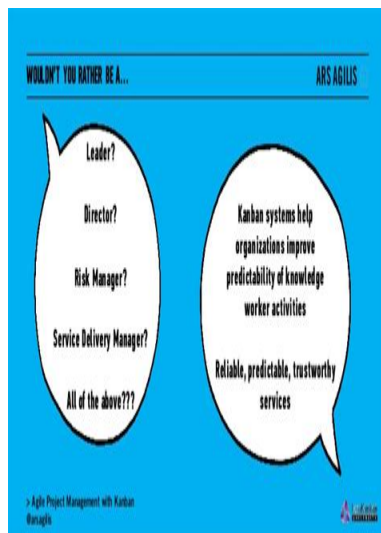 WOULDN'T YOU RATHER BE A...
ARS AGILIS
Leader?
Director?
Risk Manager?
Service Delivery Manager?
All of the above???
Kanban systems help
organizations improve
predictability of knowledge
worker activities
Reliable, predictable, trustworthy
services
> Agile Project Management with Kanban
@arsagilis